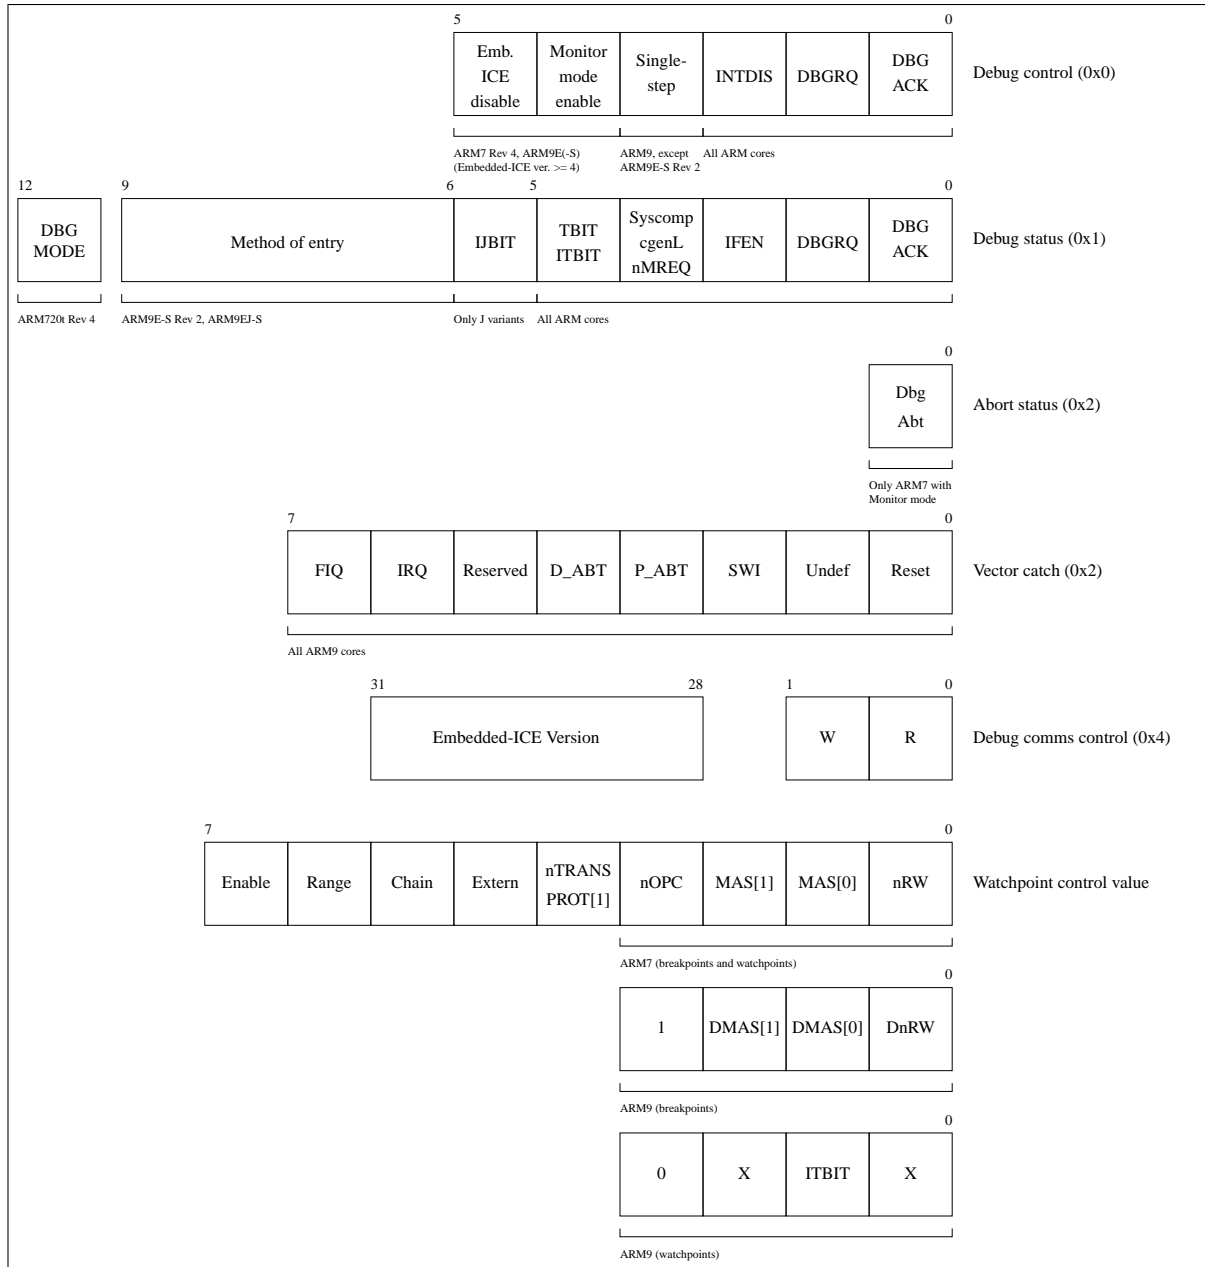 5 0
Emb. Monitor Single- INTDIS DBGRQ DBG Debug control (0x0)
ICE mode step ACK
disable enable
ARM7 Rev 4, ARM9E(-S) ARM9, except All ARM cores
(Embedded-ICE ver. >= 4) ARM9E-S Rev 2
12 9 6 5 0
DBG Method of entry IJBIT TBIT Syscomp IFEN DBGRQ DBG Debug status (0x1)
MODE ITBIT cgenL ACK
nMREQ
ARM720t Rev 4 ARM9E-S Rev 2, ARM9EJ-S Only J variants All ARM cores
0
Dbg Abort status (0x2)
Abt
Only ARM7 with
Monitor mode
7 0
FIQ IRQ Reserved D_ABT P_ABT SWI Undef Reset Vector catch (0x2)
All ARM9 cores
31 28 1 0
Embedded-ICE Version W R Debug comms control (0x4)
7 0
Enable Range Chain Extern nTRANS nOPC MAS[1] MAS[0] nRW Watchpoint control value
PROT[1]
ARM7 (breakpoints and watchpoints)
0
1 DMAS[1] DMAS[0] DnRW
ARM9 (breakpoints)
0
0 X ITBIT X
ARM9 (watchpoints)